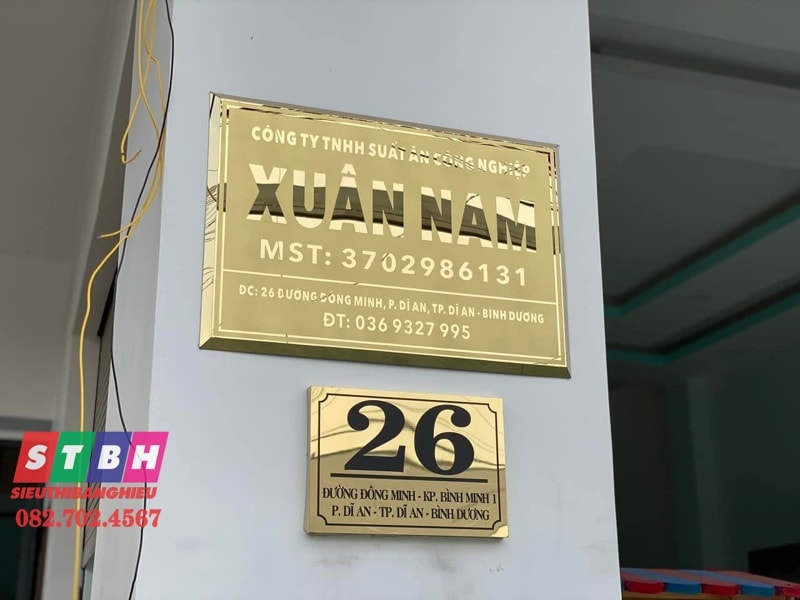 CÔNG TY TNHH SUẤT ĂN CÔNG NGHIỆP
XUÂN NAM
MST: 3702986131
ĐC: 26 ĐƯỜNG ĐÔNG MINH, P. DĨ AN, TP. DĨ AN - BÌNH DƯƠNG
ĐT: 036 9327 995
26
ĐƯỜNG ĐÔNG MINH - KP. BÌNH MINH 1
P. DĨ AN - TP. DĨ AN - BÌNH DƯƠNG
STBH
SIEUTHIBANGHIEU
082.702.4567